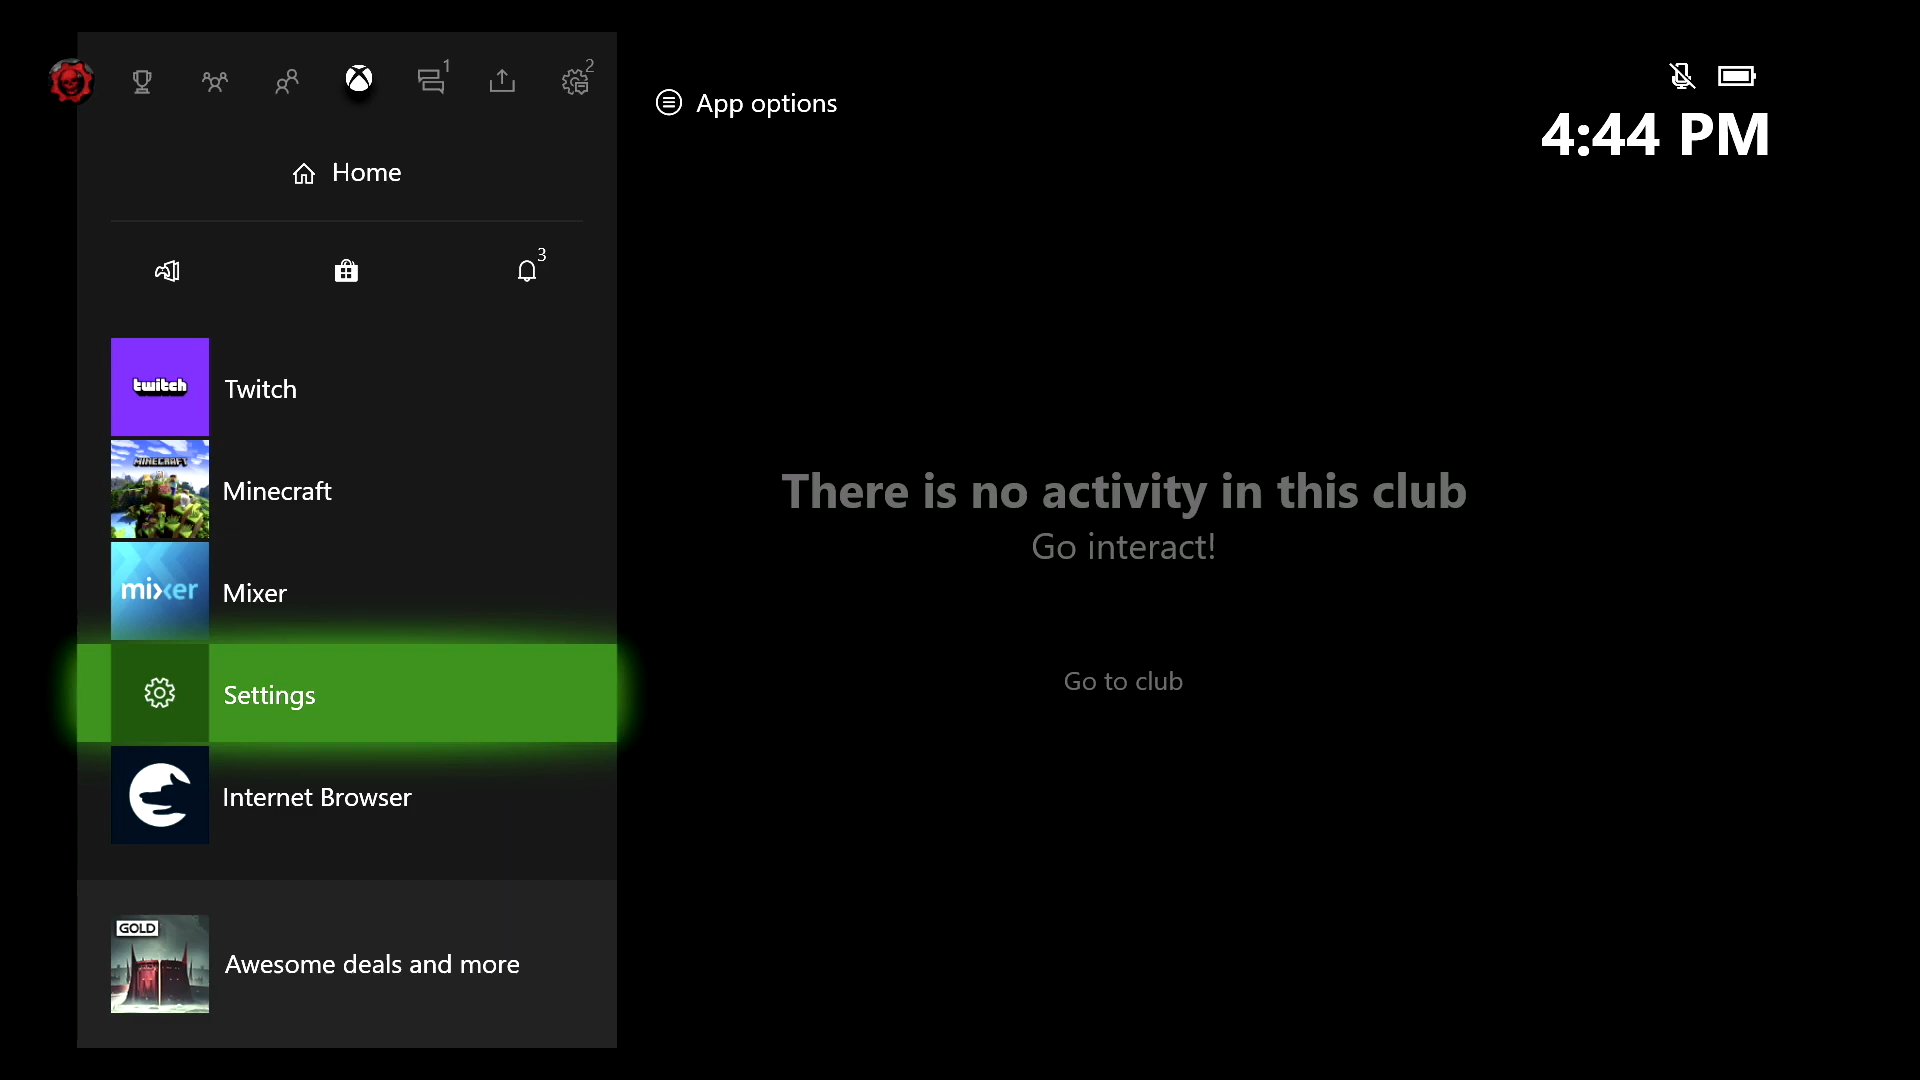 1
2
App options
4:44 PM
Home
3
twitch
Twitch
MINECRAFT
Minecraft
mixer
Mixer
Settings
Internet Browser
GOLD
Awesome deals and more
There is no activity in this club
Go interact!
Go to club